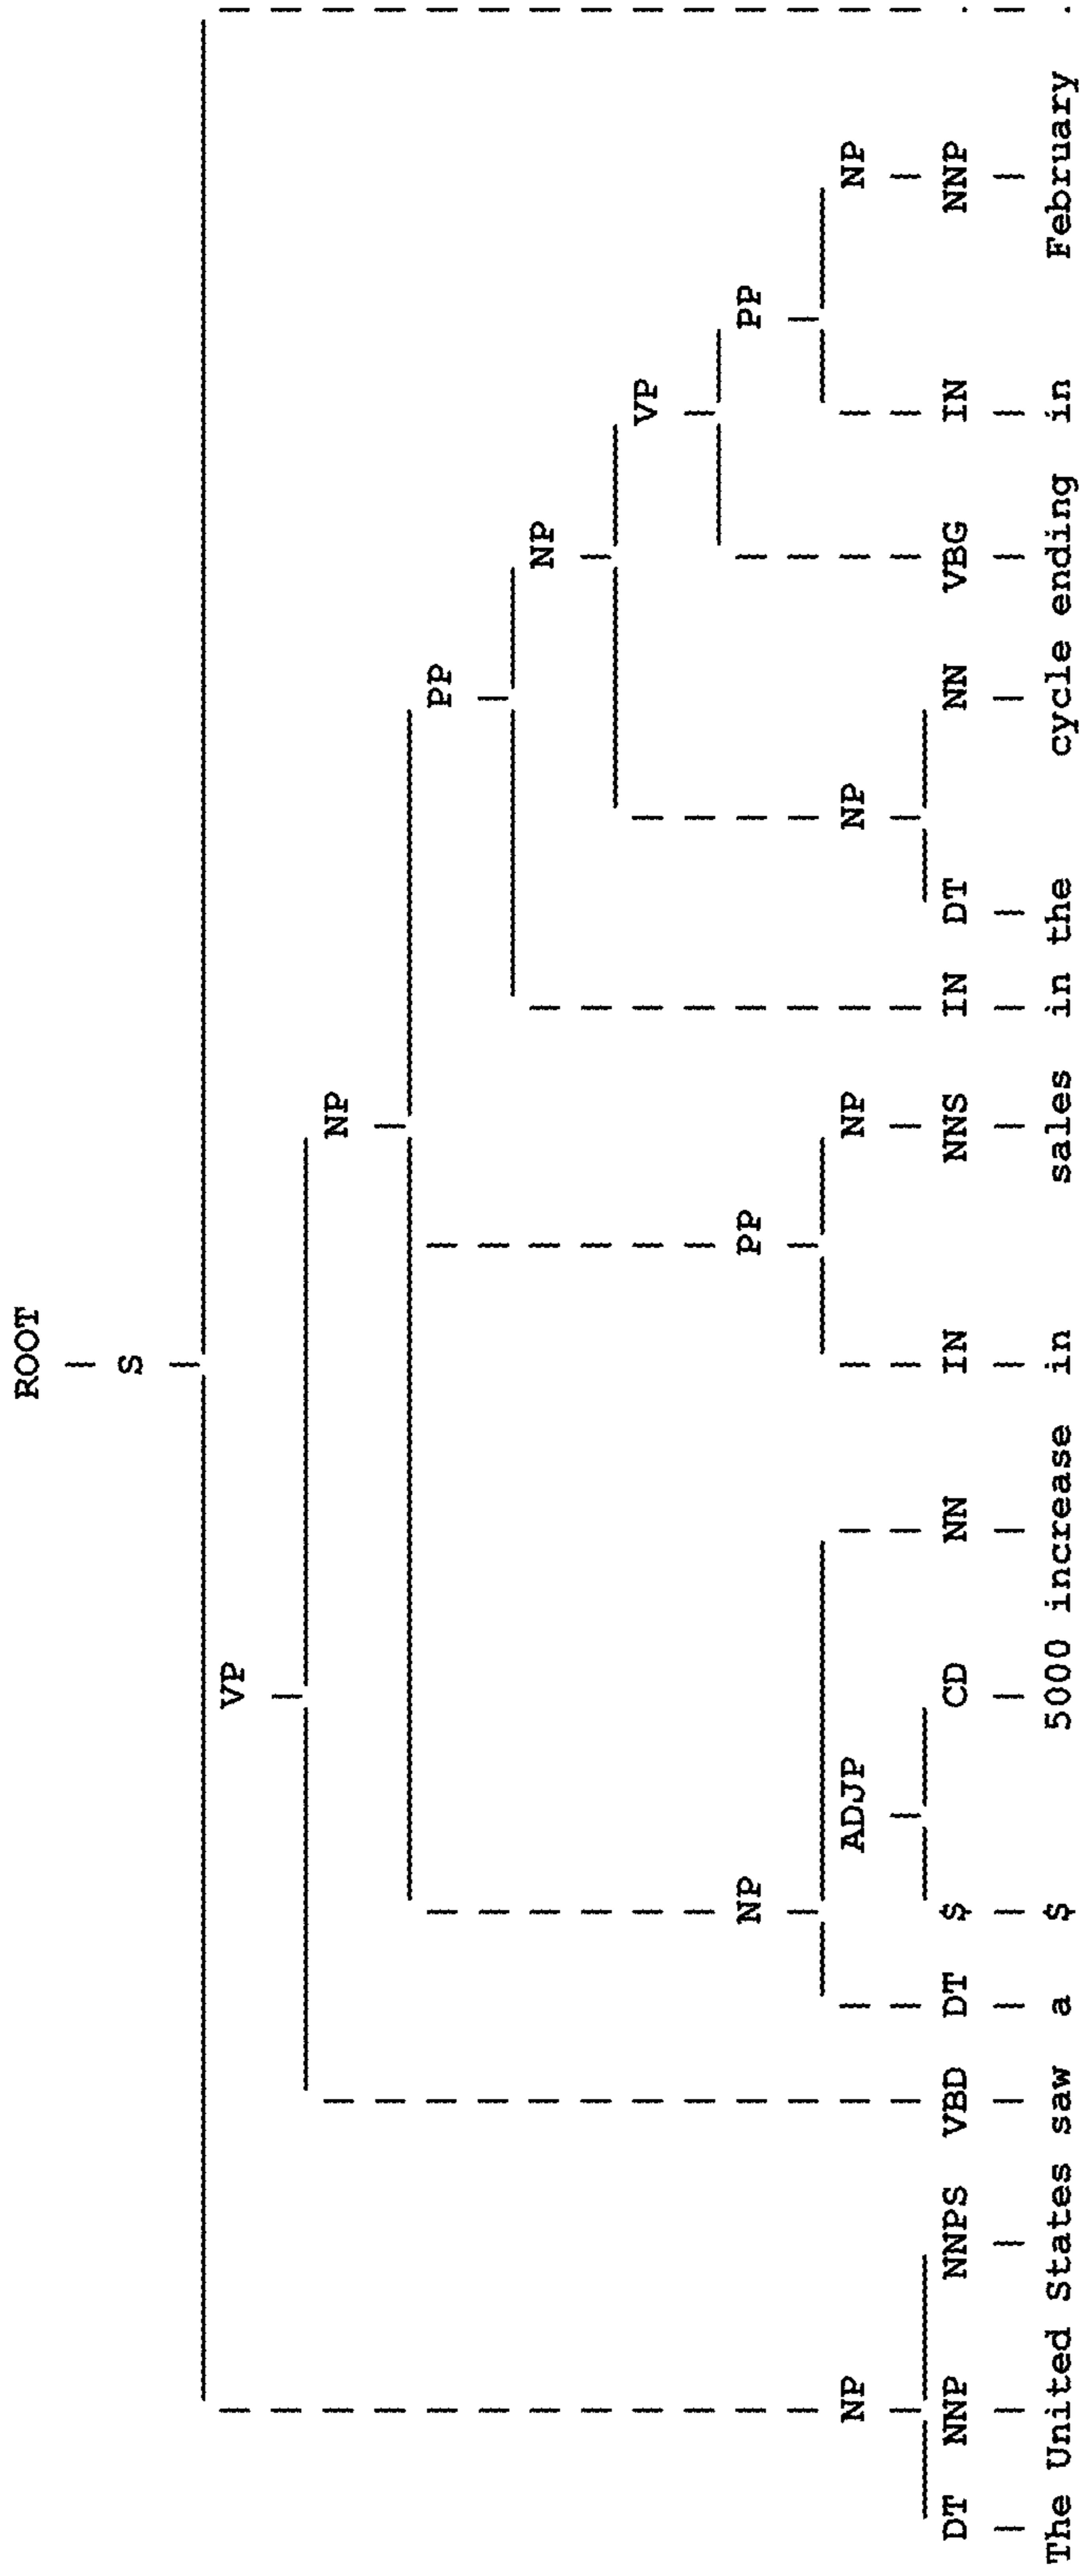 ROOT
S
VP .
NP
PP
NP
VP
NP PP PP
NP ADJP NP NP NP
DT NNP NNPS VBD DT $ CD NN IN NNS IN DT NN VBG IN NNP .
The United States saw a $ 5000 increase in sales in the cycle ending in February .